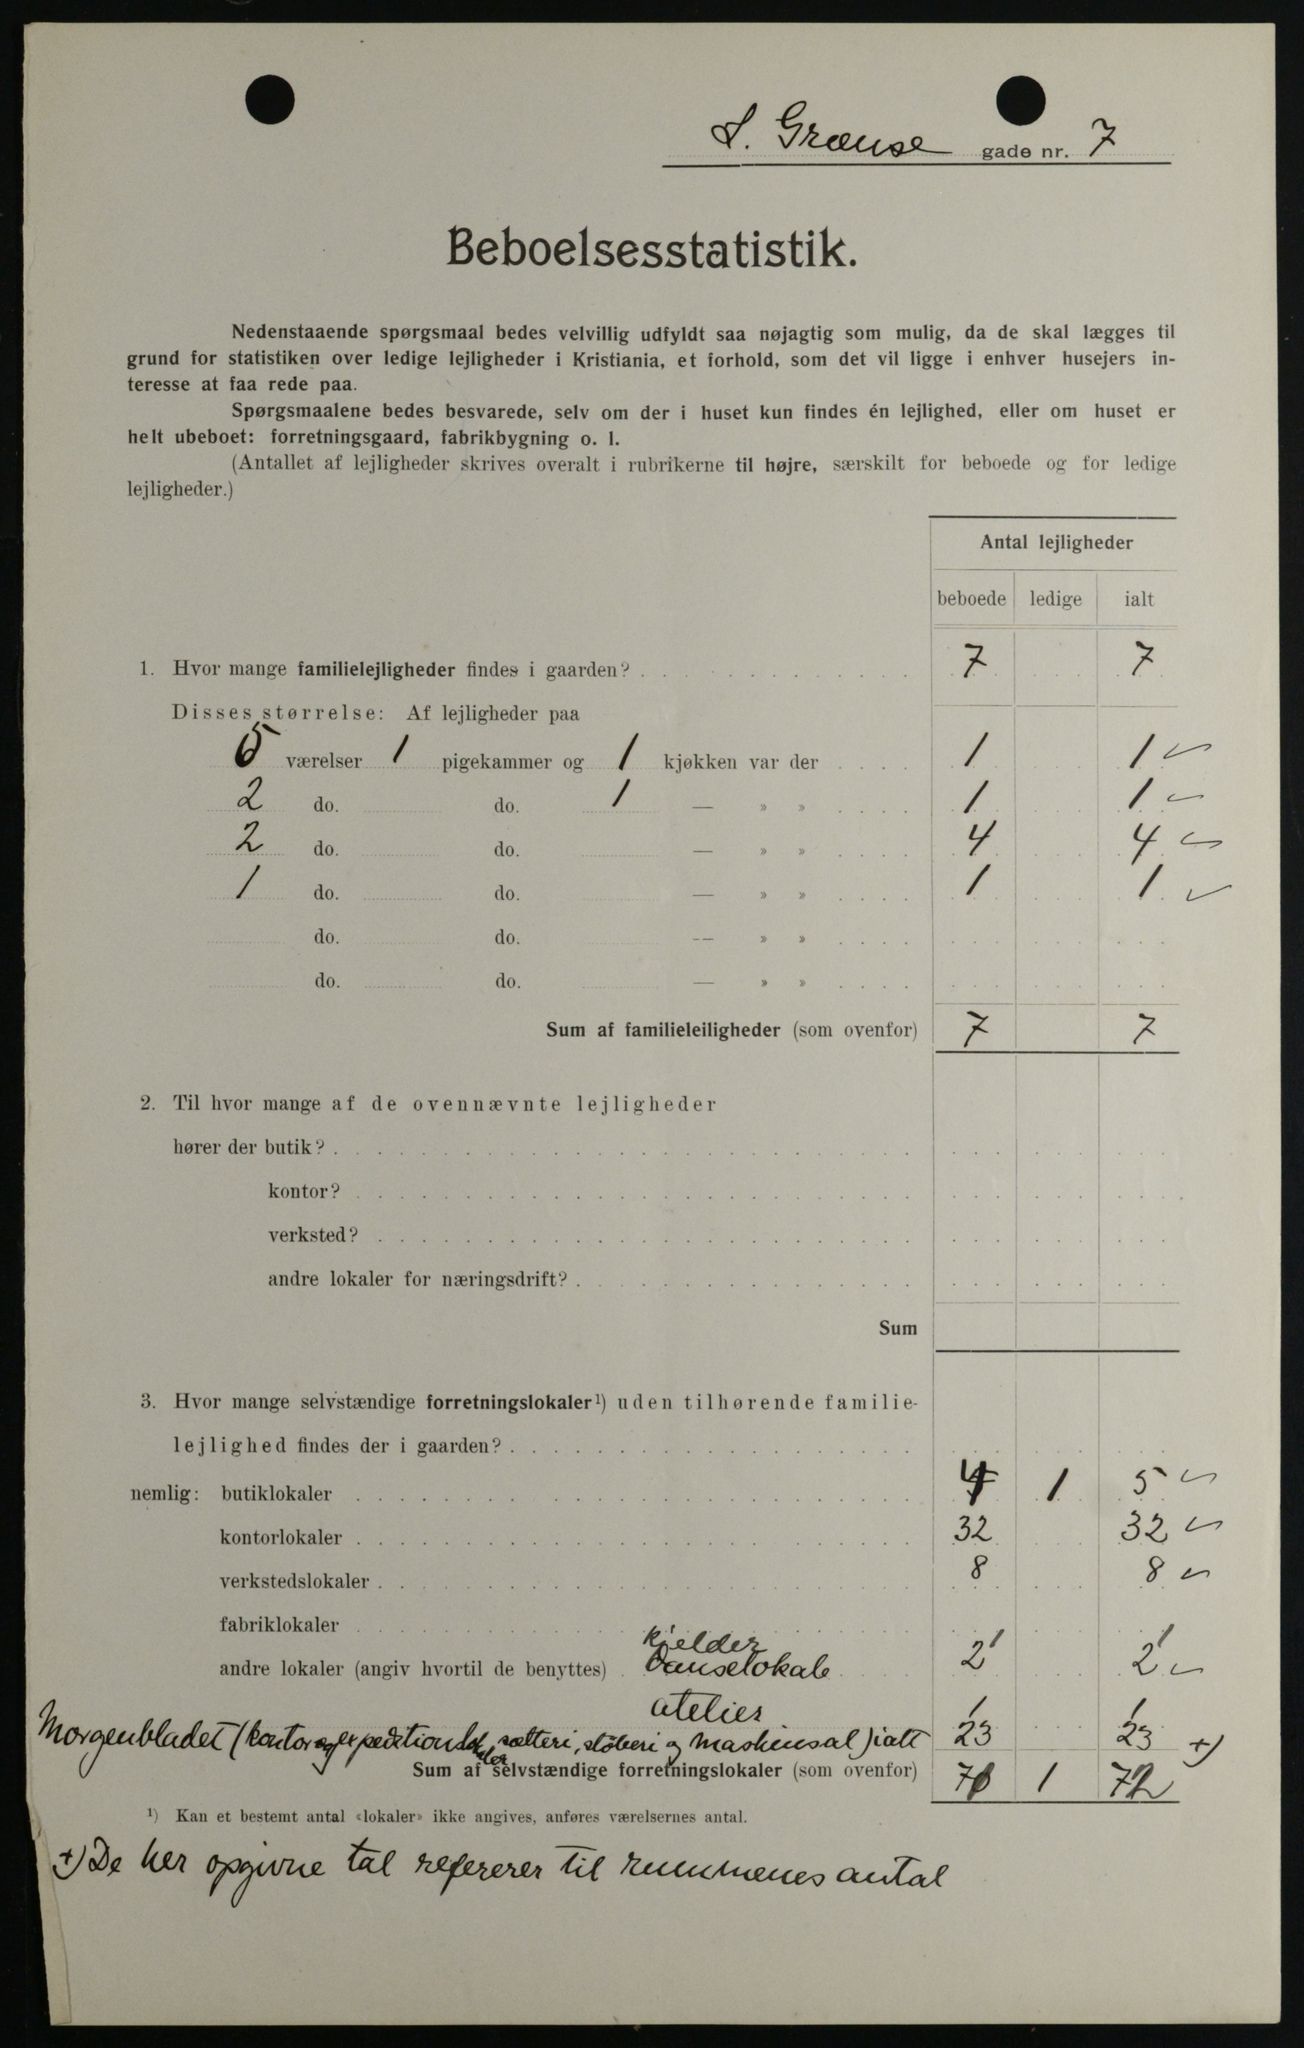 S. Grænse gade nr. 7
Beboelsesstatistik.
Nedenstaaende spørgsmaal bedes velvillig udfyldt saa nøjagtig som mulig, da de skal lægges til
grund for statistiken over ledige lejligheder i Kristiania, et forhold, som det vil ligge i enhver husejers in-
teresse at faa rede paa.
Spørgsmaalene bedes besvarede, selv om der i huset kun findes én lejlighed, eller om huset er
helt ubeboet: forretningsgaard, fabrikbygning o. l.
(Antallet af lejligheder skrives overalt i rubrikerne til højre, særskilt for beboede og for ledige
lejligheder.)
Antal lejligheder
beboede ledige ialt
1. Hvor mange familielejligheder findes i gaarden? 7 7
Disses størrelse: Af lejligheder paa
5 værelser 1 pigekammer og 1 kjøkken var der 1 1
2 do. do. 1 — » » 1 1
2 do. do. — » » 4 4
1 do. do. — » » 1 1
do. do. — » »
do. do. — » »
Sum af familieleiligheder (som ovenfor) 7 7
2. Til hvor mange af de ovennævnte lejligheder
hører der butik?
kontor?
verksted?
andre lokaler for næringsdrift?
Sum
3. Hvor mange selvstændige forretningslokaler¹) uden tilhørende familie-
lejlighed findes der i gaarden?
nemlig: butiklokaler 4 1 5
kontorlokaler 32 32
verkstedslokaler 8 8
fabriklokaler
kjelder 1 1
andre lokaler (angiv hvortil de benyttes) Danselokale 2 2
atelier 1 1
Morgenbladet (kontor og expeditionslokaler, sætteri, støberi og maskinsal) ialt 23 23 +)
Sum af selvstændige forretningslokaler (som ovenfor) 71 1 72
¹) Kan et bestemt antal «lokaler» ikke angives, anføres værelsernes antal.
+) De her opgivne tal refererer til rummenes antal